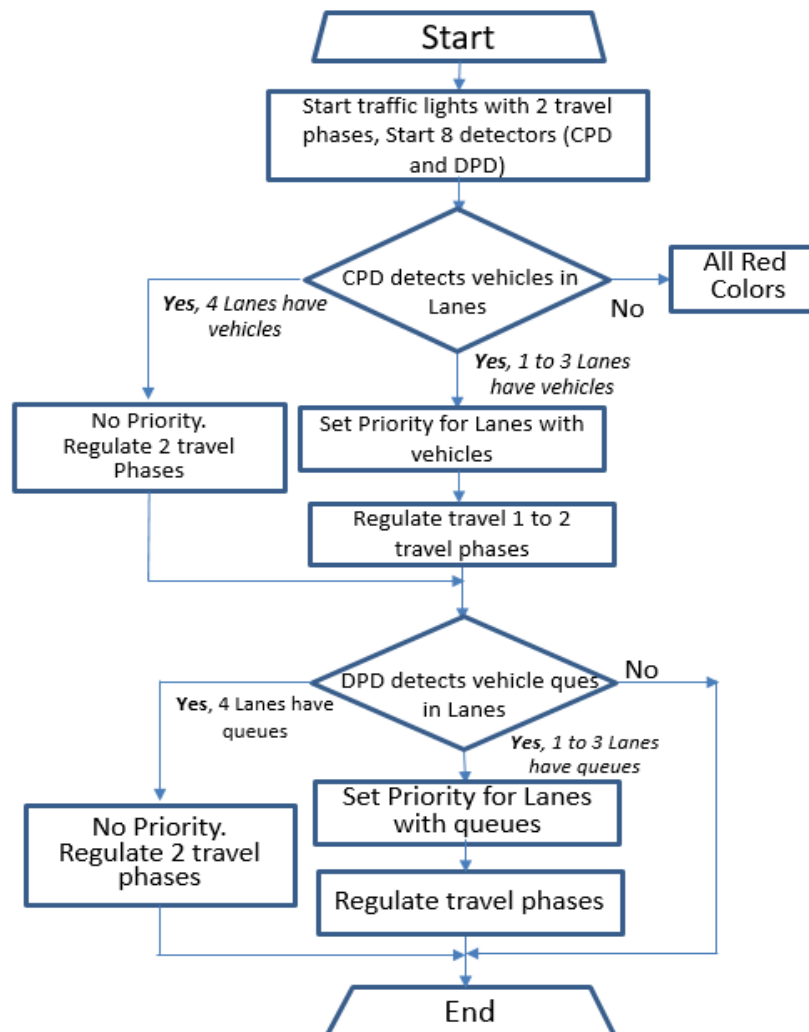 Start
Start traffic lights with 2 travel
phases, Start 8 detectors (CPD
and DPD)
CPD detects vehicles in
Lanes
All Red
Colors
No
Yes, 4 Lanes have
vehicles
Yes, 1 to 3 Lanes
have vehicles
No Priority.
Regulate 2 travel
Phases
Set Priority for Lanes with
vehicles
Regulate travel 1 to 2
travel phases
DPD detects vehicle ques
in Lanes
No
Yes, 4 Lanes have
queues
Yes, 1 to 3 Lanes
have queues
No Priority.
Regulate 2 travel
phases
Set Priority for Lanes
with queues
Regulate travel phases
End